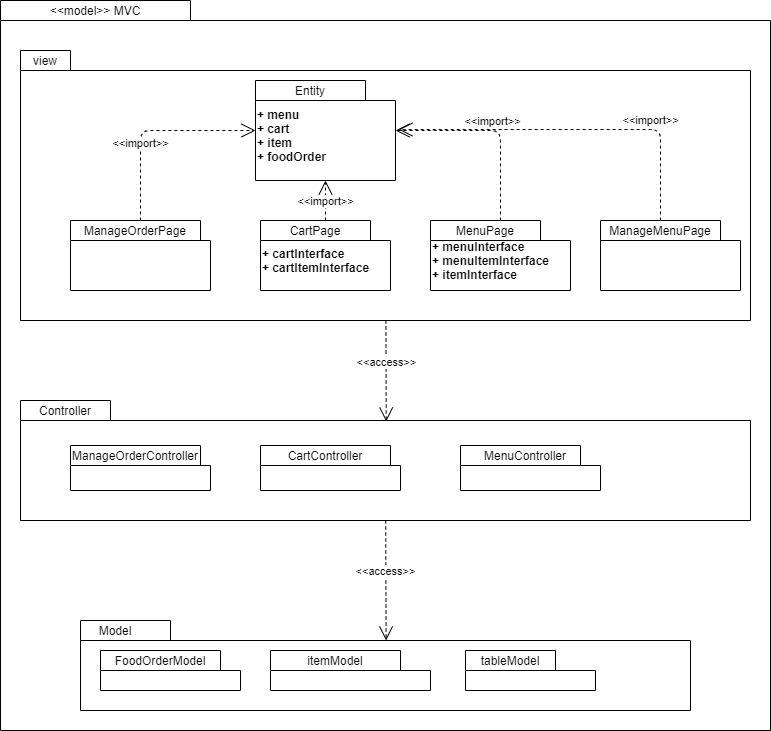 <<model>> MVC
view
Entity
+ menu
+ cart
+ item
+ foodOrder
<<import>>
<<import>>
<<import>>
<<import>>
ManageOrderPage
CartPage
+ cartInterface
+ cartItemInterface
MenuPage
+ menuInterface
+ menuItemInterface
+ itemInterface
ManageMenuPage
<<access>>
Controller
ManageOrderController
CartController
MenuController
<<access>>
Model
FoodOrderModel
itemModel
tableModel